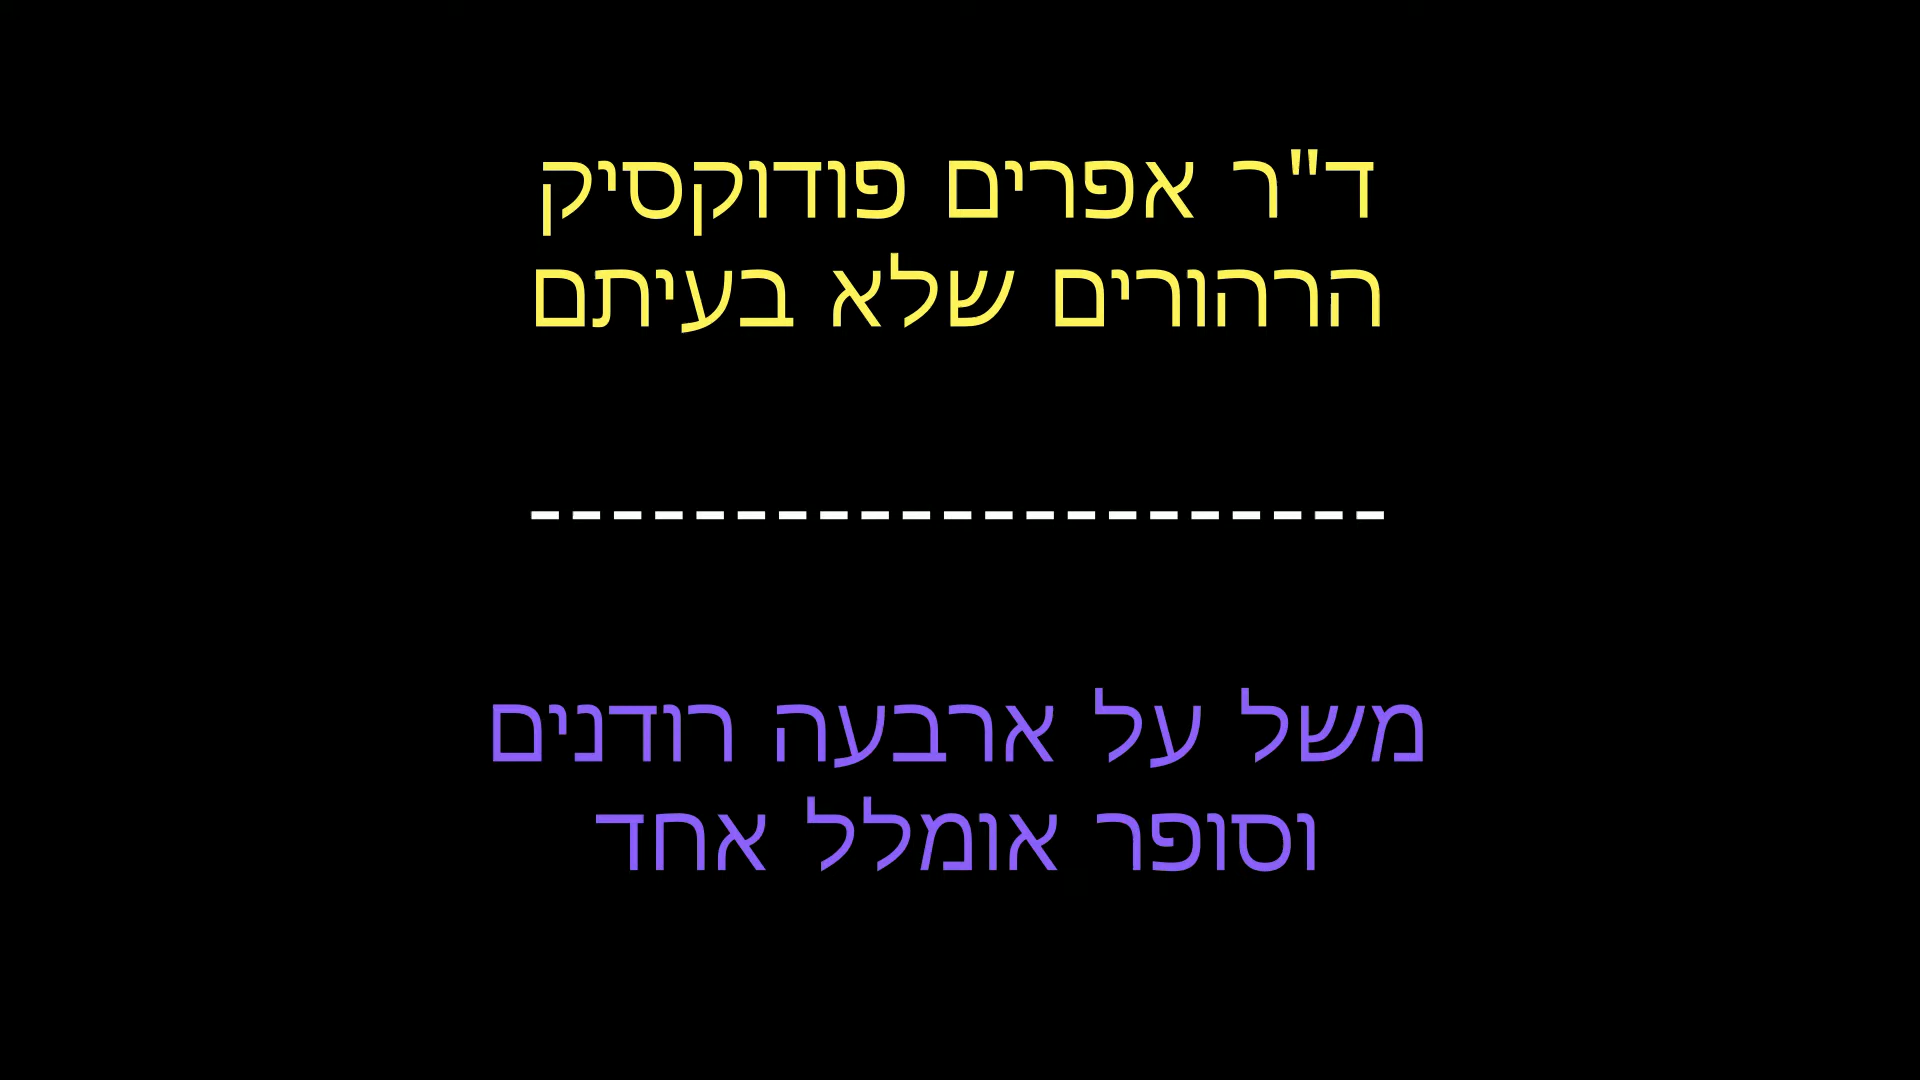 ד"ר אפרים פודוקסיק
הרהורים שלא בעיתם
---------------------
משל על ארבעה רודנים
וסופר אומלל אחד